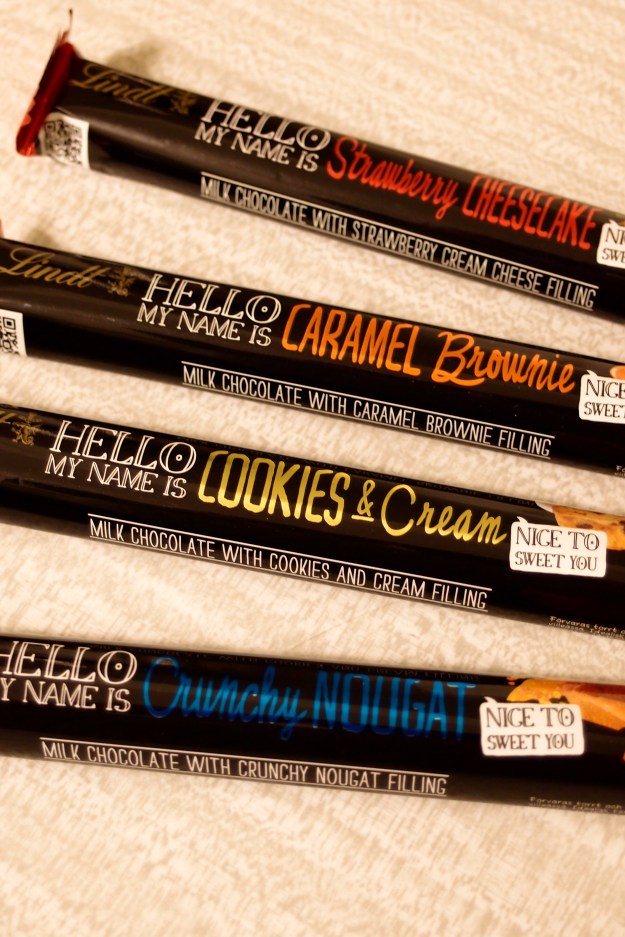 Lindt
HELLO
MY NAME IS
Strawberry CHEESECAKE
MILK CHOCOLATE WITH STRAWBERRY CREAM CHEESE FILLING
Lindt
HELLO
MY NAME IS
CARAMEL Brownie
NICE
SWEET
MILK CHOCOLATE WITH CARAMEL BROWNIE FILLING
HELLO
MY NAME IS
COOKIES & Cream
NICE TO
SWEET YOU
MILK CHOCOLATE WITH COOKIES AND CREAM FILLING
HELLO
MY NAME IS
Crunchy NOUGAT
NICE TO
SWEET YOU
MILK CHOCOLATE WITH CRUNCHY NOUGAT FILLING